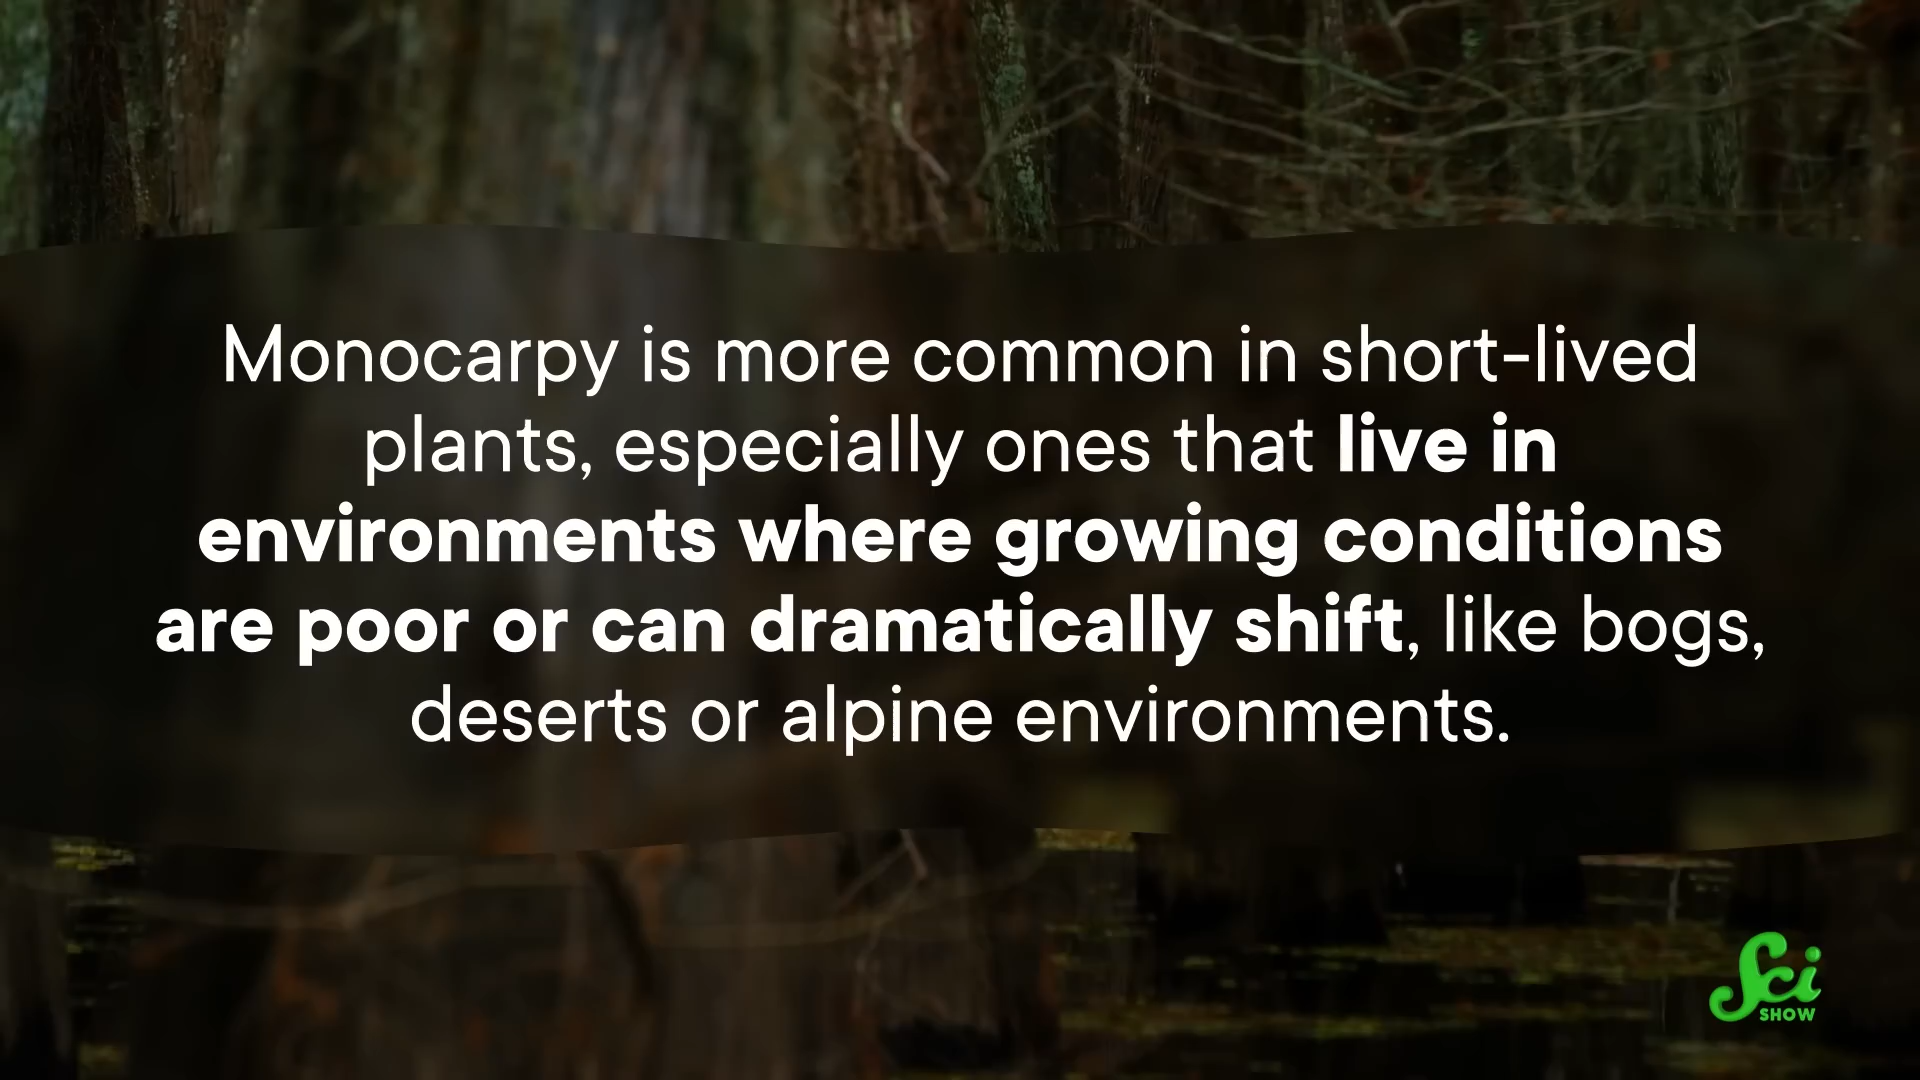 Monocarpy is more common in short-lived
plants, especially ones that live in
environments where growing conditions
are poor or can dramatically shift, like bogs,
deserts or alpine environments.
Sci
SHOW